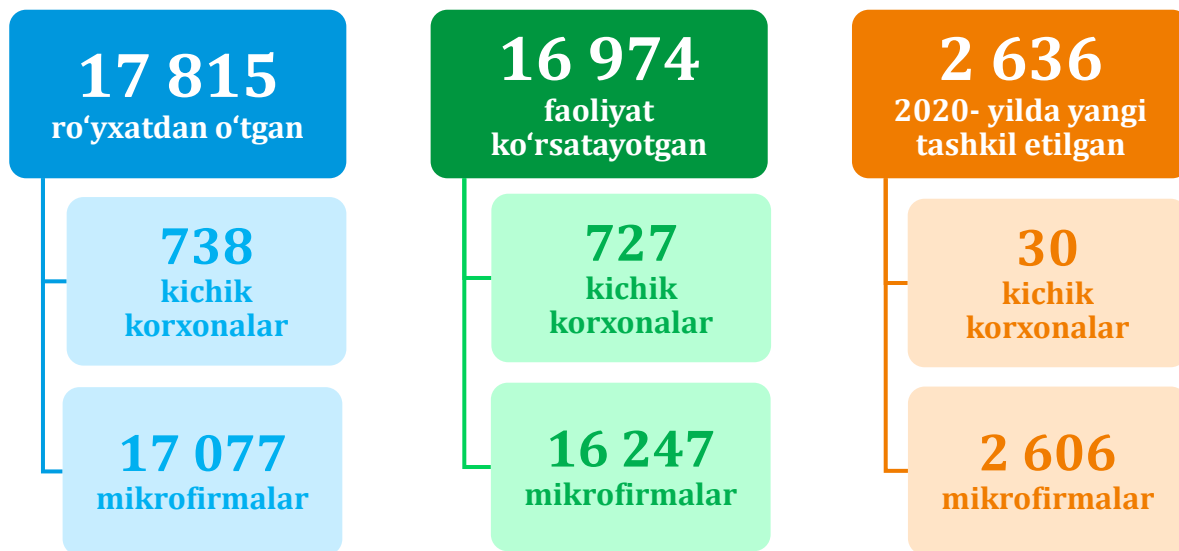 17 815
ro‘yxatdan o‘tgan
738
kichik
korxonalar
17 077
mikrofirmalar
16 974
faoliyat
ko‘rsatayotgan
727
kichik
korxonalar
16 247
mikrofirmalar
2 636
2020- yilda yangi
tashkil etilgan
30
kichik
korxonalar
2 606
mikrofirmalar